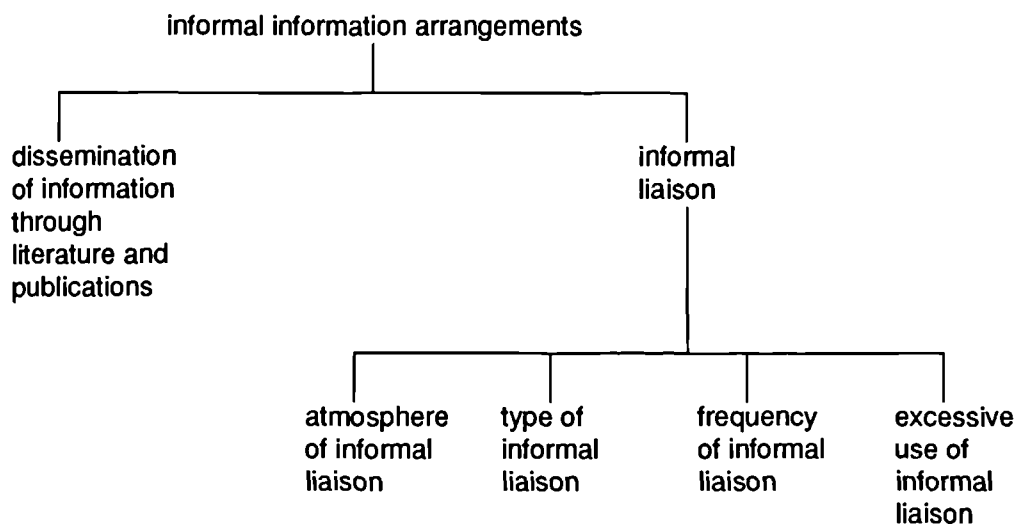 informal information arrangements
dissemination
of information
through
literature and
publications
informal
liaison
atmosphere
of informal
liaison
type of
informal
liaison
frequency
of informal
liaison
excessive
use of
informal
liaison